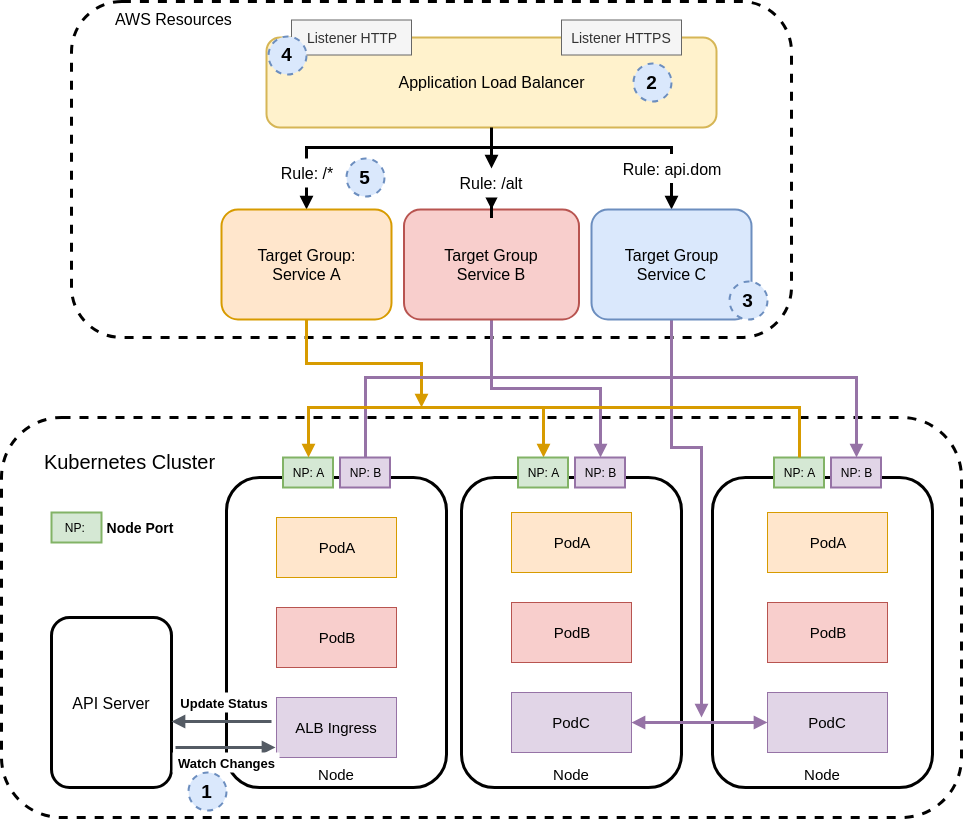 AWS Resources
Listener HTTP
Listener HTTPS
4
Application Load Balancer
2
Rule: /*
5
Rule: /alt
Rule: api.dom
Target Group:
Service A
Target Group
Service B
Target Group
Service C
3
Kubernetes Cluster
NP: A
NP: B
NP: A
NP: B
NP: A
NP: B
NP:
Node Port
PodA
PodA
PodA
PodB
PodB
PodB
API Server
Update Status
ALB Ingress
PodC
PodC
Watch Changes
1
Node
Node
Node